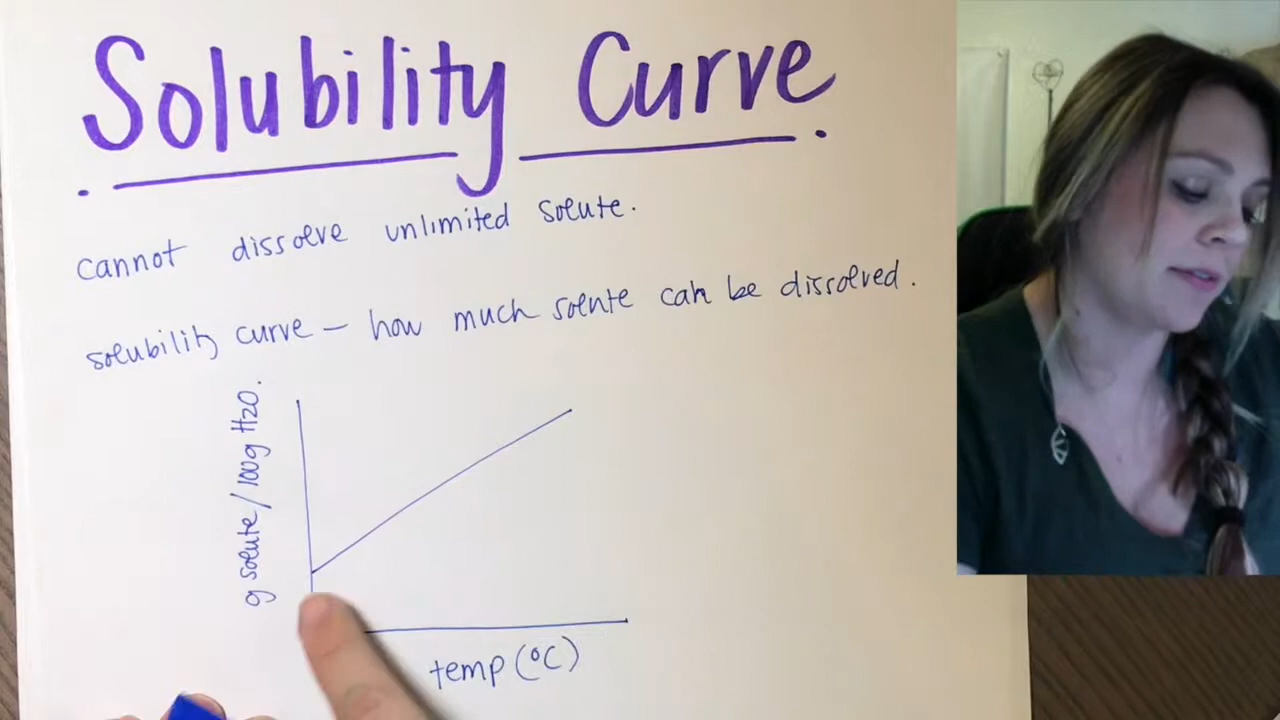 Solubility Curve
cannot dissolve unlimited solute.
solubility curve — how much solute can be dissolved.
g solute/100g H2O.
temp (°C)